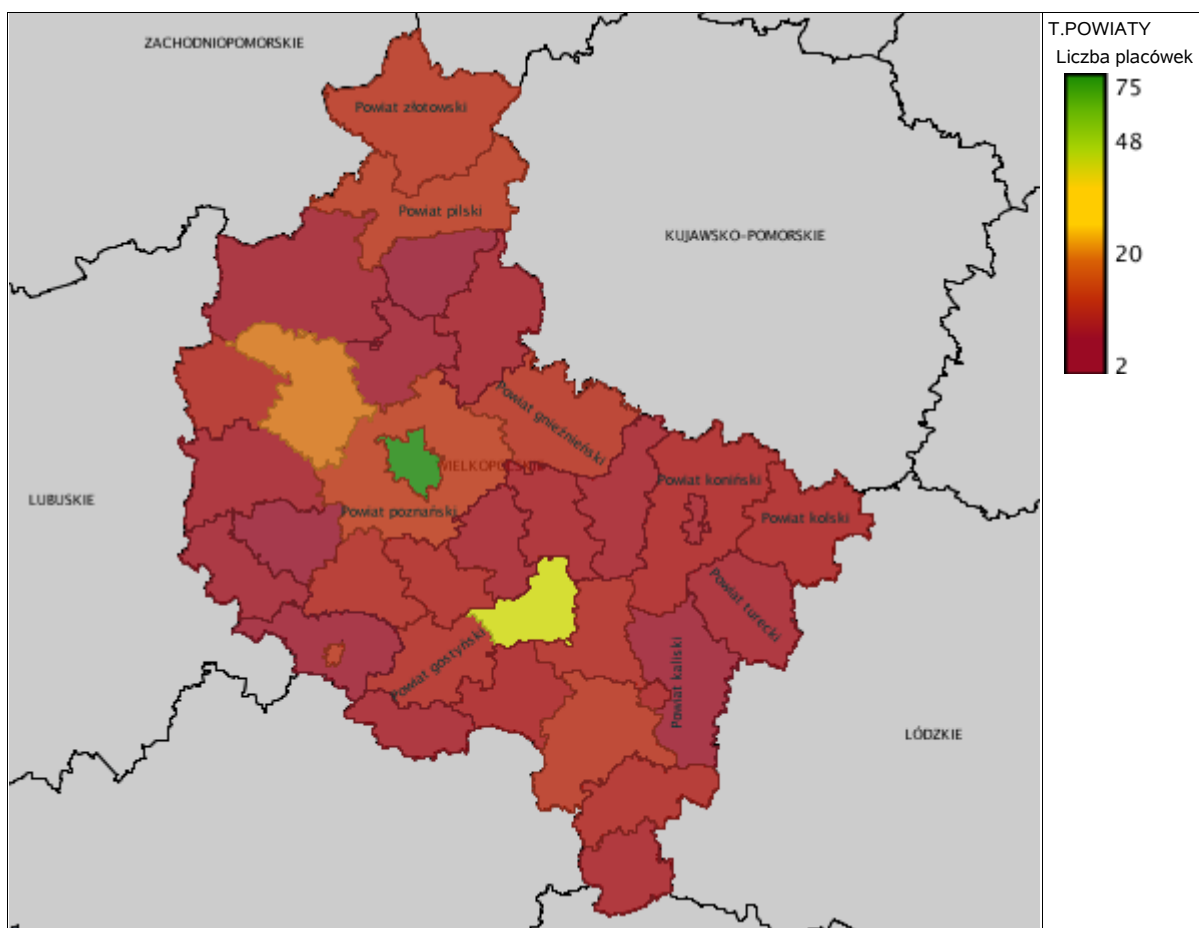 T.POWIATY
Liczba placówek
75
48
20
2
ZACHODNIOPOMORSKIE
Powiat złotowski
Powiat pilski
KUJAWSKO-POMORSKIE
Powiat gnieźnieński
WIELKOPOLSKIE
Powiat koniński
LUBUSKIE
Powiat poznański
Powiat kolski
Powiat turecki
Powiat gostyński
Powiat kaliski
LÓDZKIE